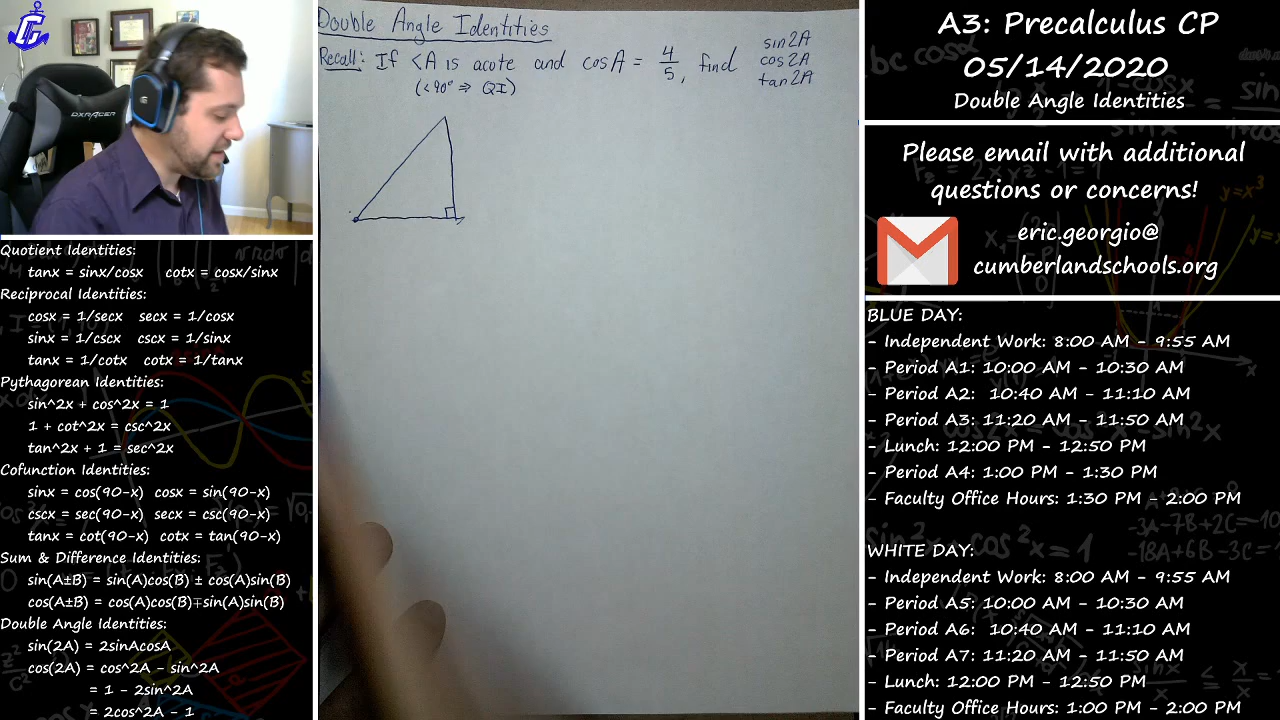 Double Angle Identities
Recall: If <A is acute and cosA = 4/5, find sin2A cos2A tan2A
(<90° ⇒ QI)
DXRACER
Quotient Identities:
tanx = sinx/cosx cotx = cosx/sinx
Reciprocal Identities:
cosx = 1/secx secx = 1/cosx
sinx = 1/cscx cscx = 1/sinx
tanx = 1/cotx cotx = 1/tanx
Pythagorean Identities:
sin^2x + cos^2x = 1
1 + cot^2x = csc^2x
tan^2x + 1 = sec^2x
Cofunction Identities:
sinx = cos(90-x) cosx = sin(90-x)
cscx = sec(90-x) secx = csc(90-x)
tanx = cot(90-x) cotx = tan(90-x)
Sum & Difference Identities:
sin(A±B) = sin(A)cos(B) ± cos(A)sin(B)
cos(A±B) = cos(A)cos(B)∓sin(A)sin(B)
Double Angle Identities:
sin(2A) = 2sinAcosA
cos(2A) = cos^2A - sin^2A
= 1 - 2sin^2A
= 2cos^2A - 1
A3: Precalculus CP
05/14/2020
Double Angle Identities
Please email with additional
questions or concerns!
eric.georgio@
cumberlandschools.org
BLUE DAY:
- Independent Work: 8:00 AM - 9:55 AM
- Period A1: 10:00 AM - 10:30 AM
- Period A2: 10:40 AM - 11:10 AM
- Period A3: 11:20 AM - 11:50 AM
- Lunch: 12:00 PM - 12:50 PM
- Period A4: 1:00 PM - 1:30 PM
- Faculty Office Hours: 1:30 PM - 2:00 PM
WHITE DAY:
- Independent Work: 8:00 AM - 9:55 AM
- Period A5: 10:00 AM - 10:30 AM
- Period A6: 10:40 AM - 11:10 AM
- Period A7: 11:20 AM - 11:50 AM
- Lunch: 12:00 PM - 12:50 PM
- Faculty Office Hours: 1:00 PM - 2:00 PM